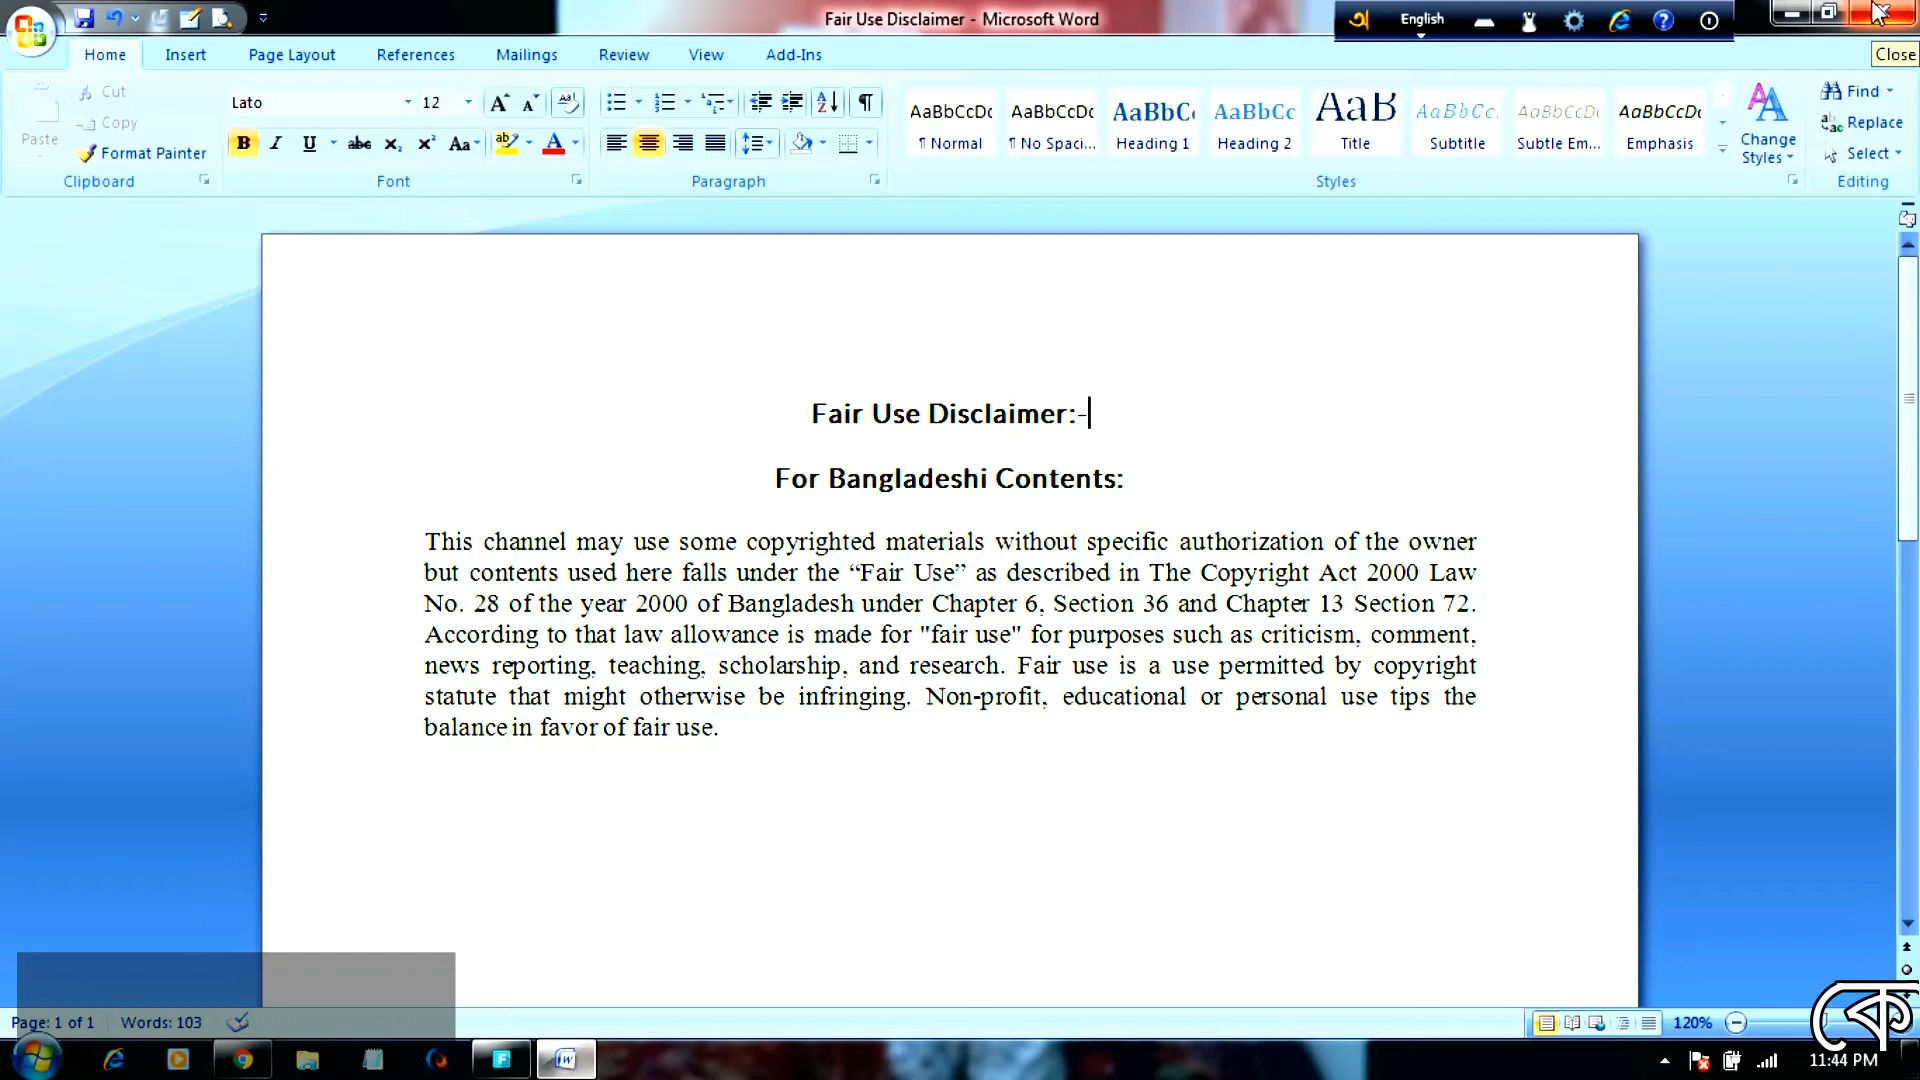 Fair Use Disclaimer - Microsoft Word
English
Close
Home Insert Page Layout References Mailings Review View Add-Ins
Paste
Cut
Copy
Format Painter
Clipboard
Lato 12
Font
Paragraph
AaBbCcDc AaBbCcDc AaBbC AaBbCc AaB AaBbCc. AaBbCcDc AaBbCcDc
¶ Normal ¶ No Spaci... Heading 1 Heading 2 Title Subtitle Subtle Em... Emphasis
Change
Styles
Styles
Find
Replace
Select
Editing
Fair Use Disclaimer:-
For Bangladeshi Contents:
This channel may use some copyrighted materials without specific authorization of the owner
but contents used here falls under the “Fair Use” as described in The Copyright Act 2000 Law
No. 28 of the year 2000 of Bangladesh under Chapter 6, Section 36 and Chapter 13 Section 72.
According to that law allowance is made for "fair use" for purposes such as criticism, comment,
news reporting, teaching, scholarship, and research. Fair use is a use permitted by copyright
statute that might otherwise be infringing. Non-profit, educational or personal use tips the
balance in favor of fair use.
Page: 1 of 1 Words: 103
120%
11:44 PM